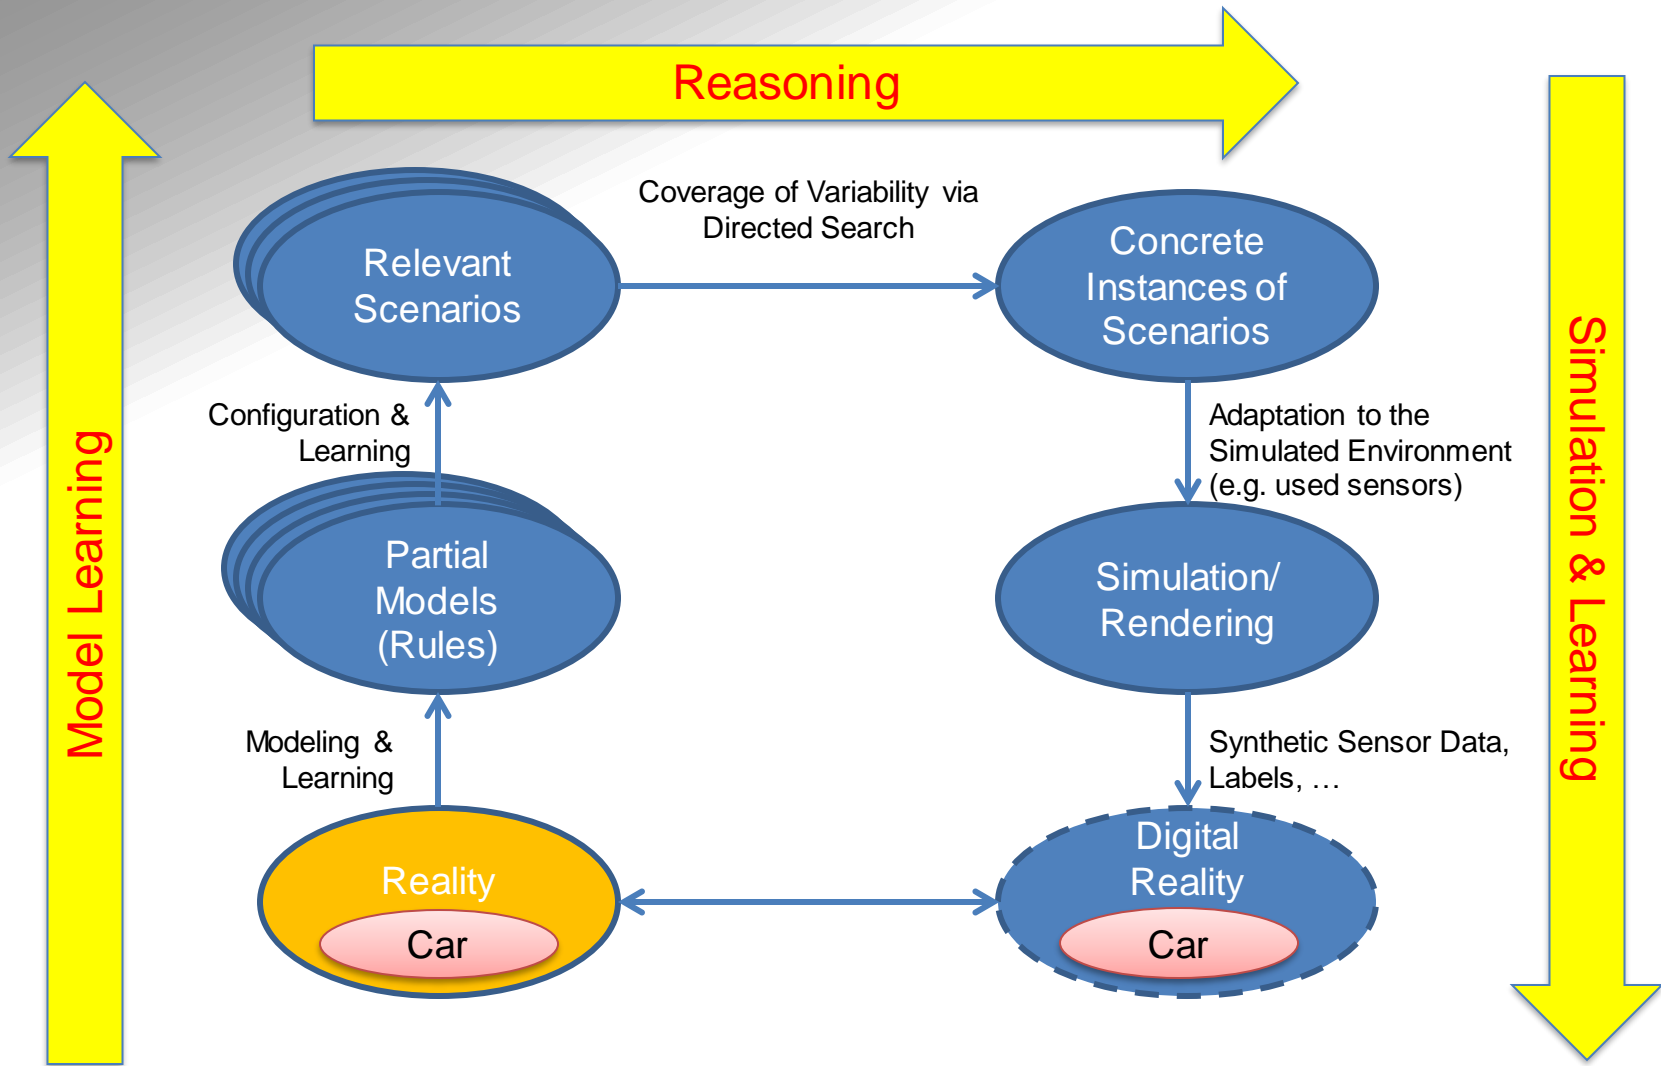 Reasoning
Model Learning
Simulation & Learning
Relevant
Scenarios
Coverage of Variability via
Directed Search
Concrete
Instances of
Scenarios
Configuration &
Learning
Adaptation to the
Simulated Environment
(e.g. used sensors)
Partial
Models
(Rules)
Simulation/
Rendering
Modeling &
Learning
Synthetic Sensor Data,
Labels, …
Reality
Car
Digital
Reality
Car